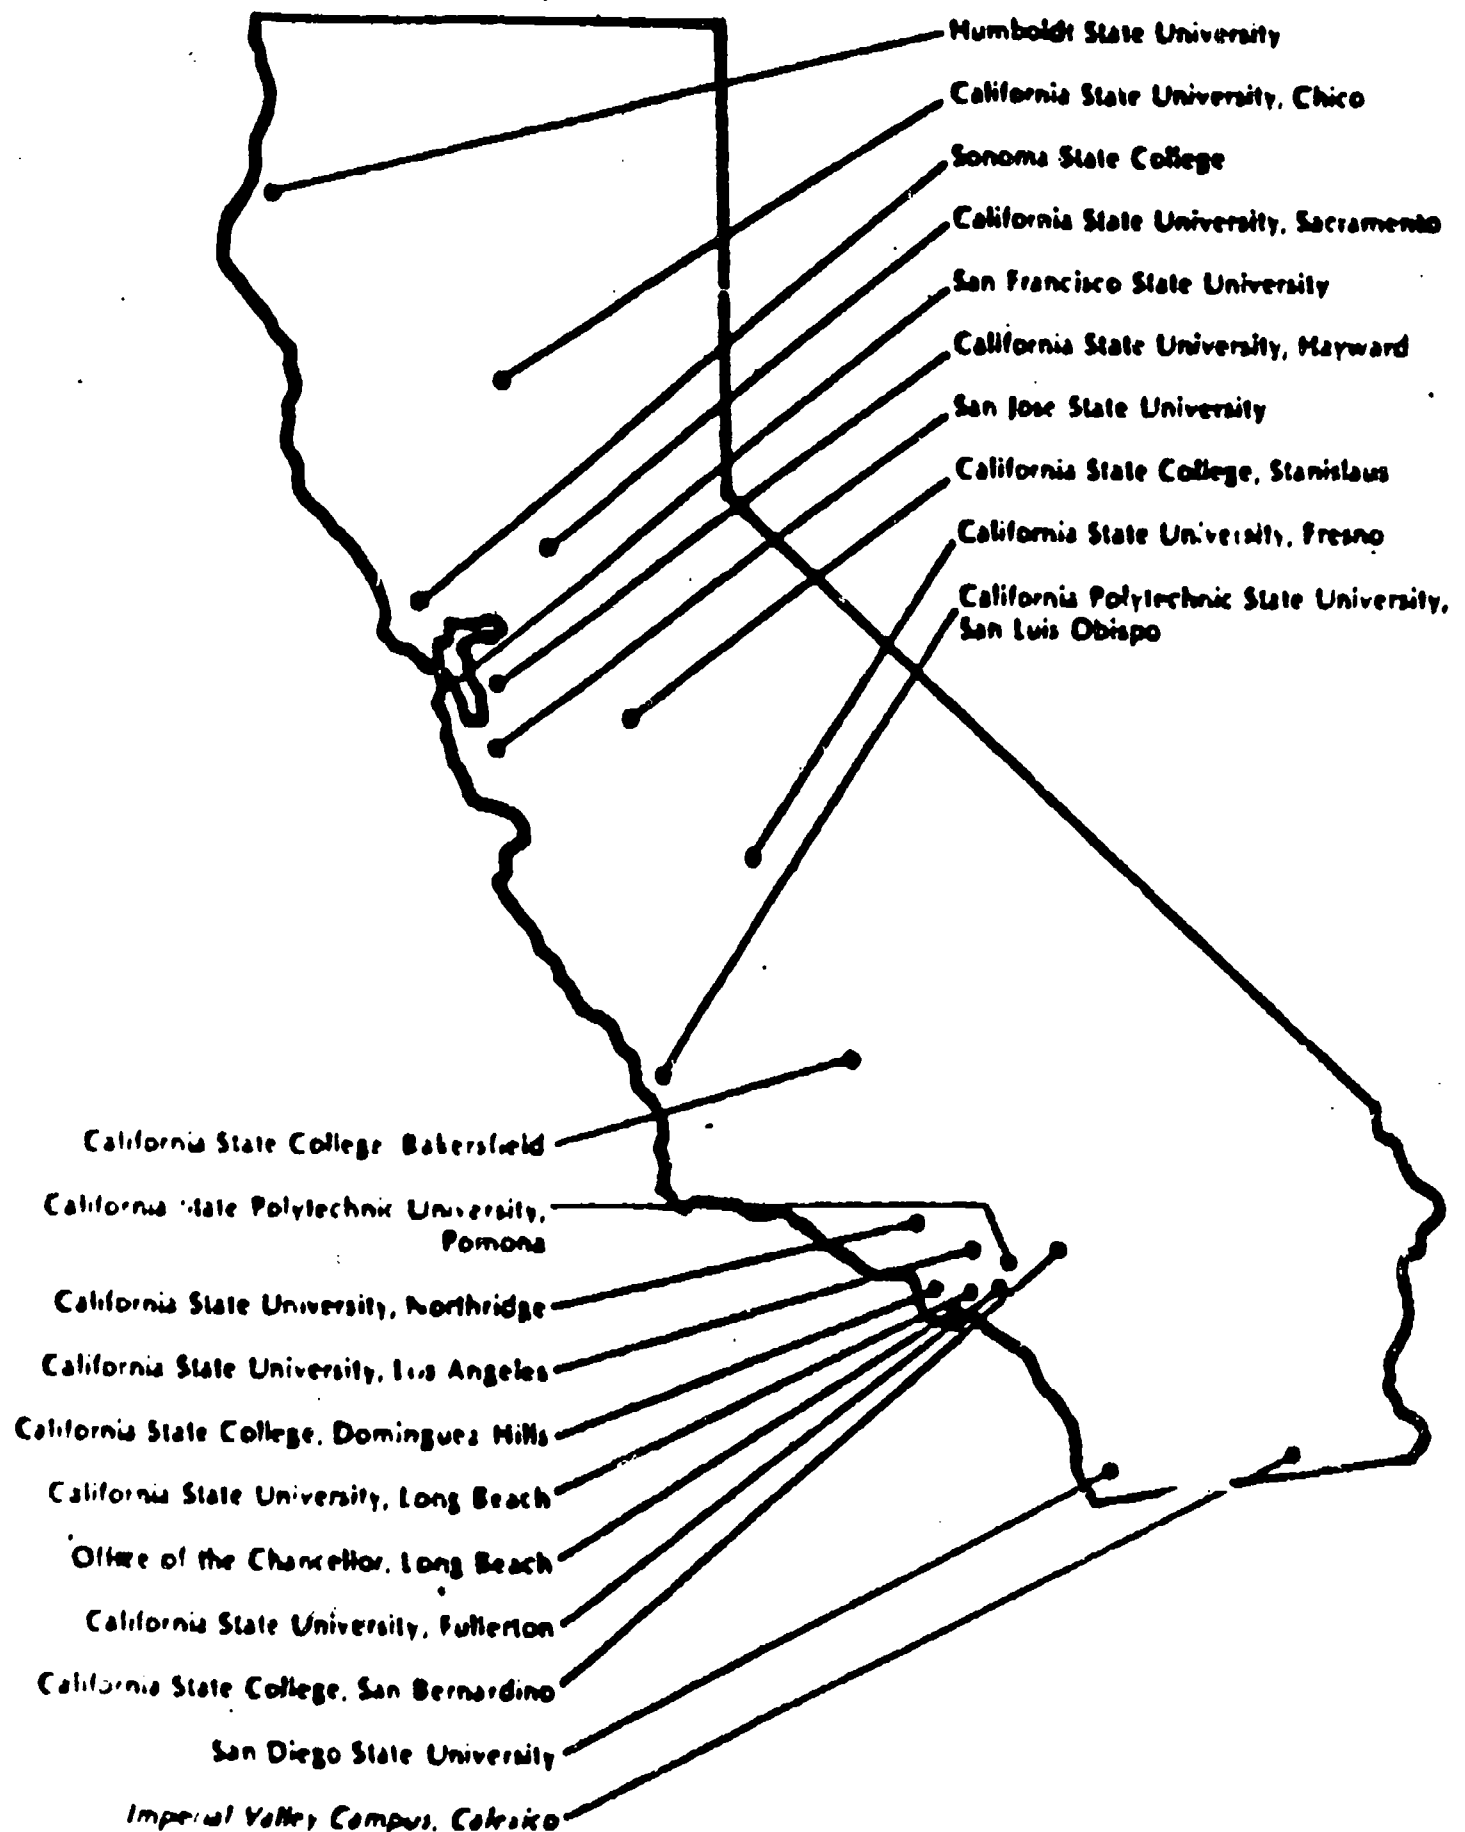 Humboldt State University
California State University, Chico
Sonoma State College
California State University, Sacramento
San Francisco State University
California State University, Hayward
San Jose State University
California State College, Stanislaus
California State University, Fresno
California Polytechnic State University,
San Luis Obispo
California State College Bakersfield
California State Polytechnic University,
Pomona
California State University, Northridge
California State University, Los Angeles
California State College, Dominguez Hills
California State University, Long Beach
Office of the Chancellor, Long Beach
California State University, Fullerton
California State College, San Bernardino
San Diego State University
Imperial Valley Campus, Calexico